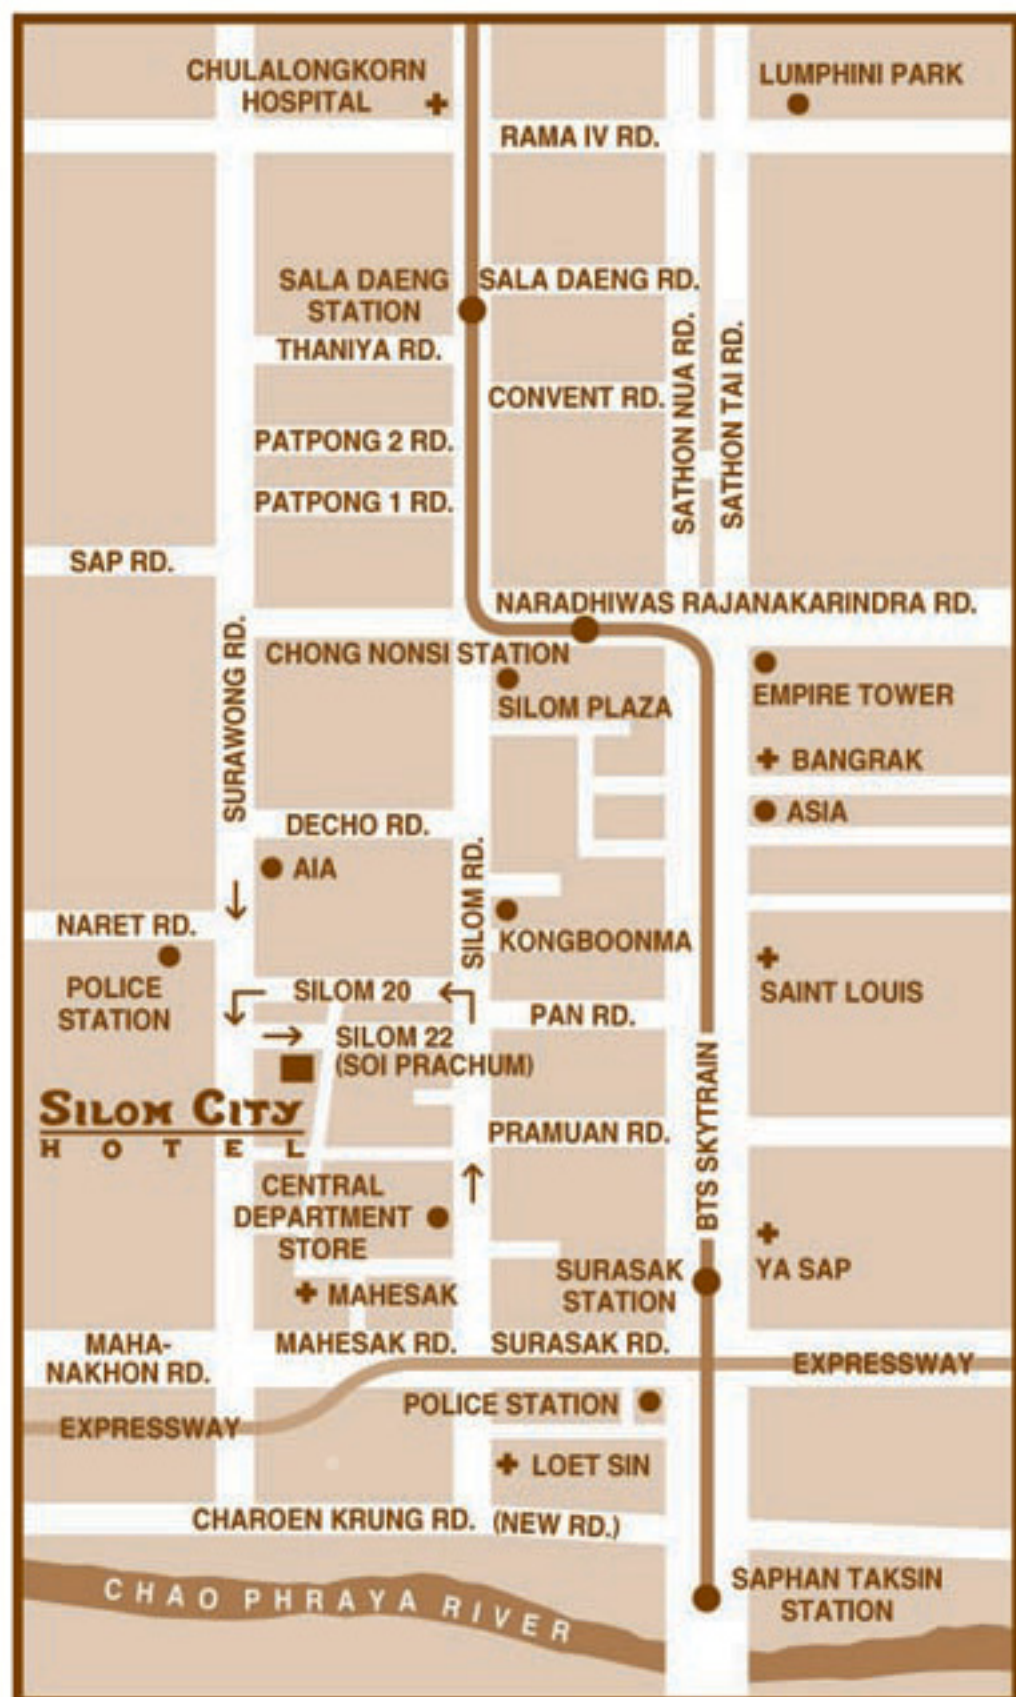 CHULALONGKORN
HOSPITAL
LUMPHINI PARK
RAMA IV RD.
SALA DAENG
STATION
SALA DAENG RD.
THANIYA RD.
SATHON NUA RD.
SATHON TAI RD.
CONVENT RD.
PATPONG 2 RD.
PATPONG 1 RD.
SAP RD.
NARADHIWAS RAJANAKARINDRA RD.
SURAWONG RD.
CHONG NONSI STATION
SILOM PLAZA
EMPIRE TOWER
BANGRAK
ASIA
DECHO RD.
SILOM RD.
AIA
NARET RD.
KONGBOONMA
POLICE
STATION
SILOM 20
SAINT LOUIS
PAN RD.
SILOM 22
(SOI PRACHUM)
BTS SKYTRAIN
SILOM CITY
HOTEL
PRAMUAN RD.
CENTRAL
DEPARTMENT
STORE
YA SAP
SURASAK
STATION
MAHESAK
MAHA-
NAKHON RD.
MAHESAK RD.
SURASAK RD.
EXPRESSWAY
POLICE STATION
EXPRESSWAY
LOET SIN
CHAROEN KRUNG RD. (NEW RD.)
CHAO PHRAYA RIVER
SAPHAN TAKSIN
STATION